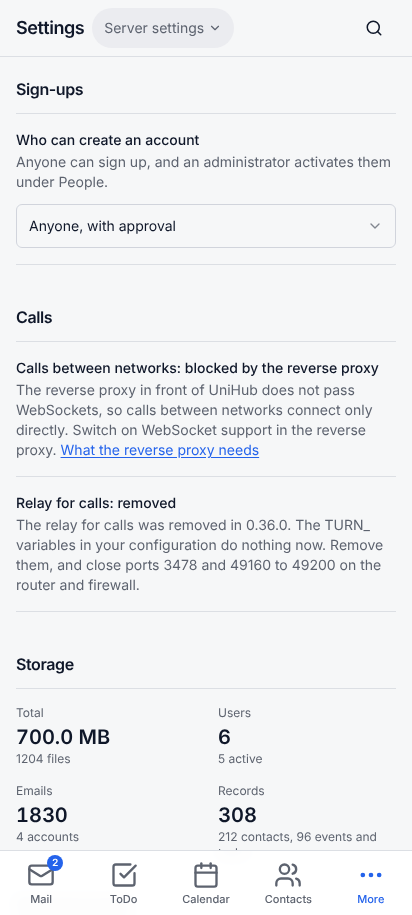 Settings Server settings
Sign-ups
Who can create an account
Anyone can sign up, and an administrator activates them
under People.
Anyone, with approval
Calls
Calls between networks: blocked by the reverse proxy
The reverse proxy in front of UniHub does not pass
WebSockets, so calls between networks connect only
directly. Switch on WebSocket support in the reverse
proxy. What the reverse proxy needs
Relay for calls: removed
The relay for calls was removed in 0.36.0. The TURN_
variables in your configuration do nothing now. Remove
them, and close ports 3478 and 49160 to 49200 on the
router and firewall.
Storage
Total
700.0 MB
1204 files
Users
6
5 active
Emails
1830
4 accounts
Records
308
212 contacts, 96 events and
2
Mail ToDo Calendar Contacts More